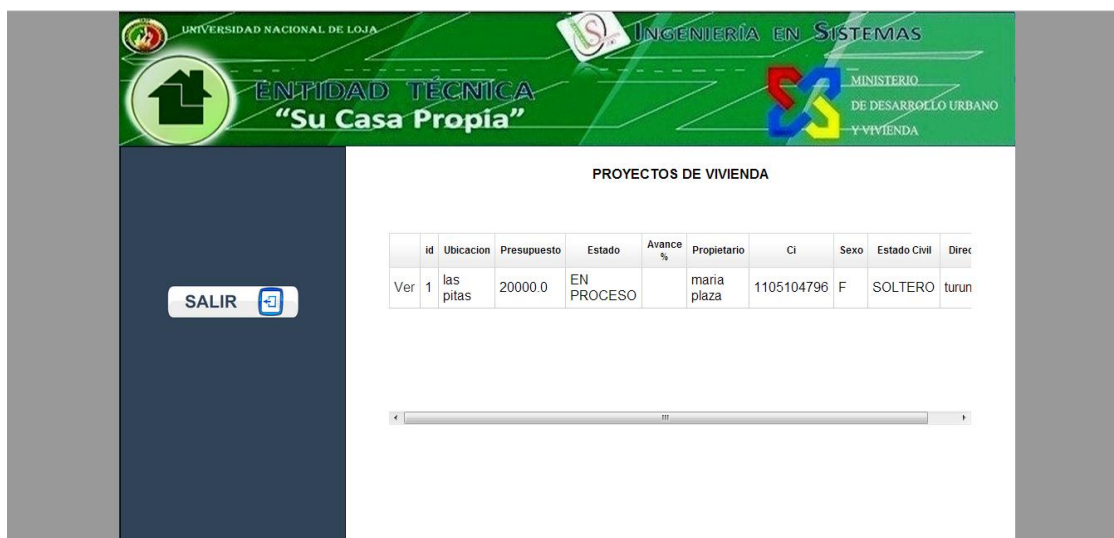 UNIVERSIDAD NACIONAL DE LOJA
INGENIERÍA EN SISTEMAS
ENTIDAD TÉCNICA
“Su Casa Propia”
MINISTERIO
DE DESARROLLO URBANO
Y VIVIENDA
PROYECTOS DE VIVIENDA
id Ubicacion Presupuesto Estado Avance % Propietario Ci Sexo Estado Civil Direc
Ver 1 las pitas 20000.0 EN PROCESO maria plaza 1105104796 F SOLTERO turun
SALIR